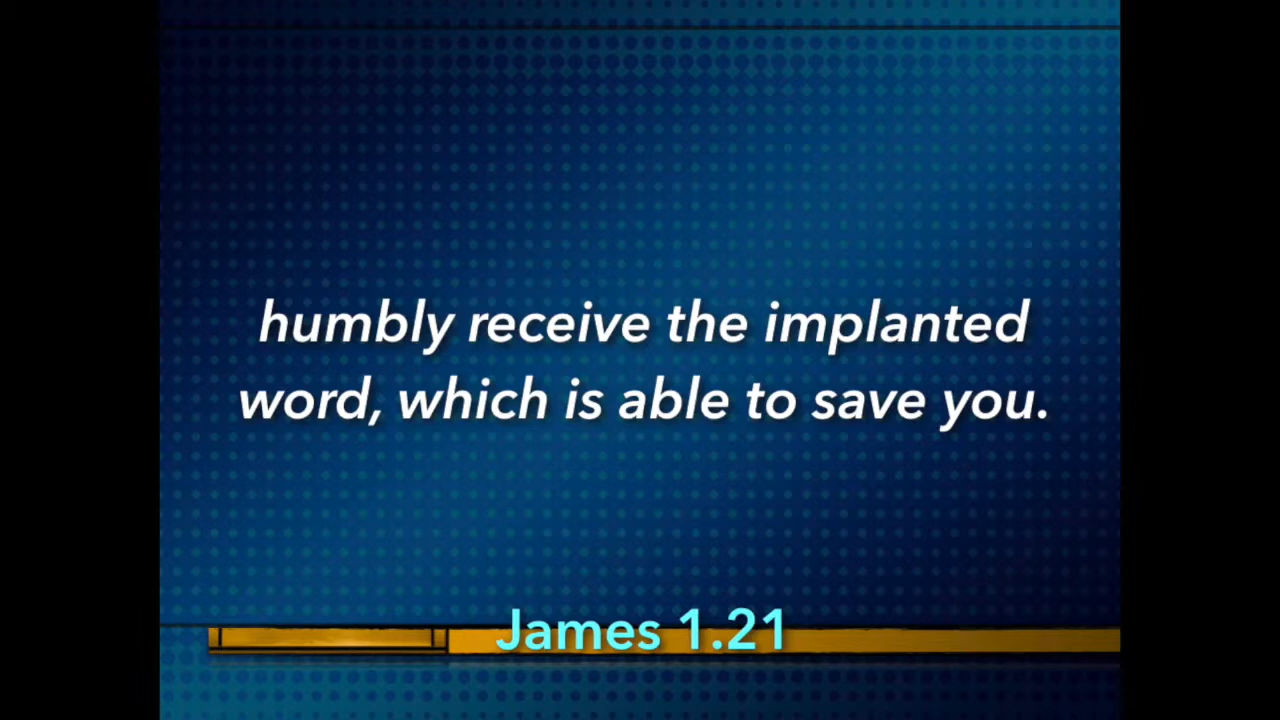 humbly receive the implanted
word, which is able to save you.
James 1.21